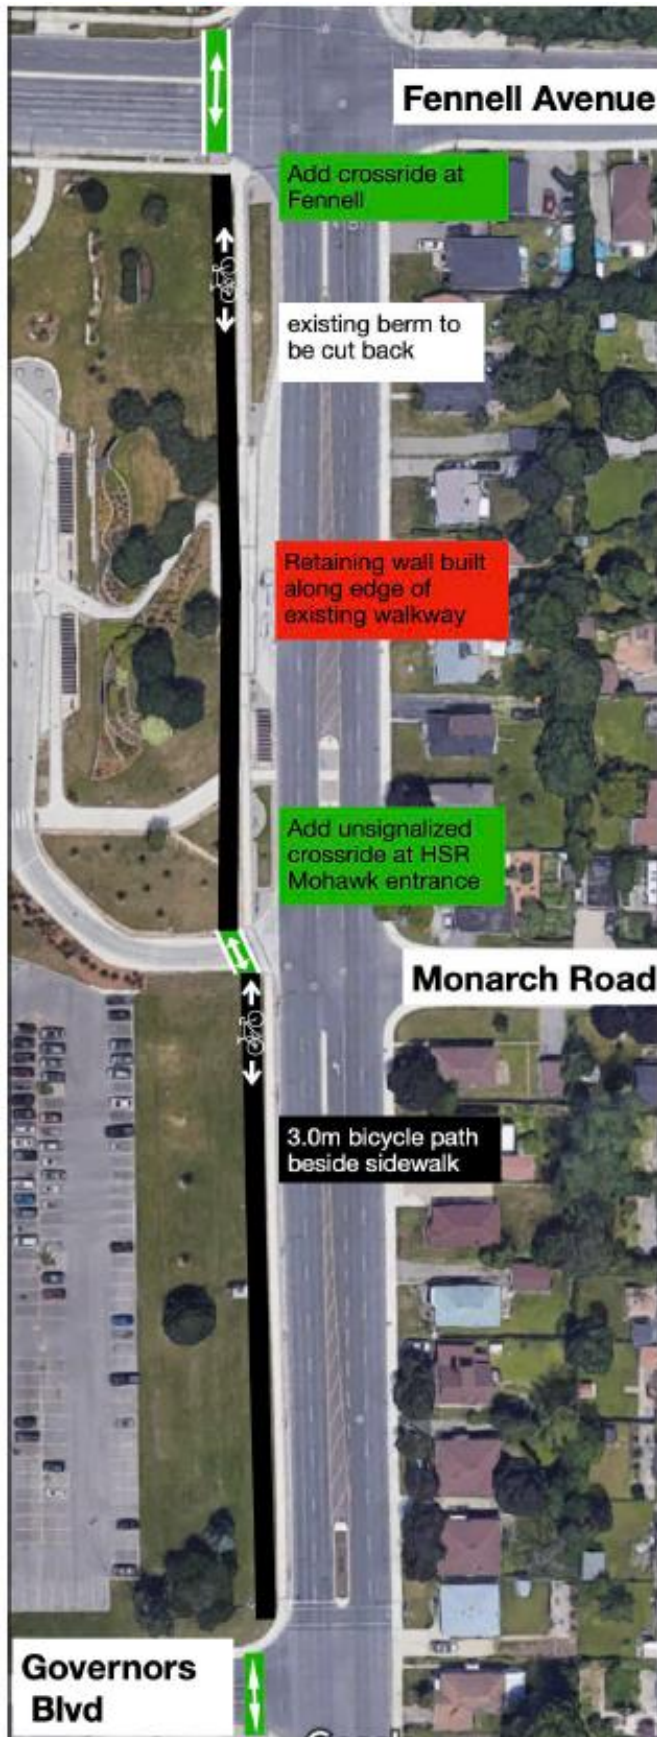 Fennell Avenue
Add crossride at
Fennell
existing berm to
be cut back
Retaining wall built
along edge of
existing walkway
Add unsignalized
crossride at HSR
Mohawk entrance
Monarch Road
3.0m bicycle path
beside sidewalk
Governors
Blvd